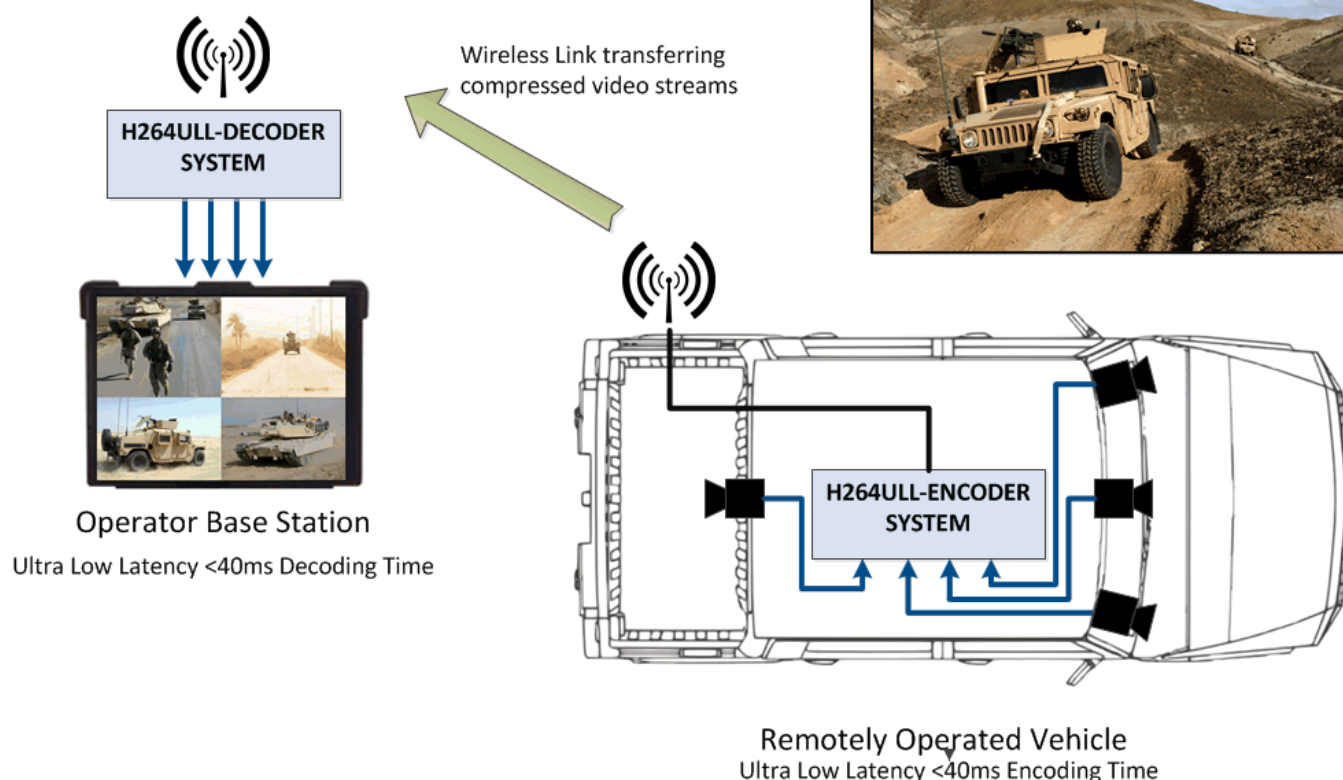 Wireless Link transferring
compressed video streams
H264ULL-DECODER
SYSTEM
Operator Base Station
Ultra Low Latency <40ms Decoding Time
H264ULL-ENCODER
SYSTEM
Remotely Operated Vehicle
Ultra Low Latency <40ms Encoding Time